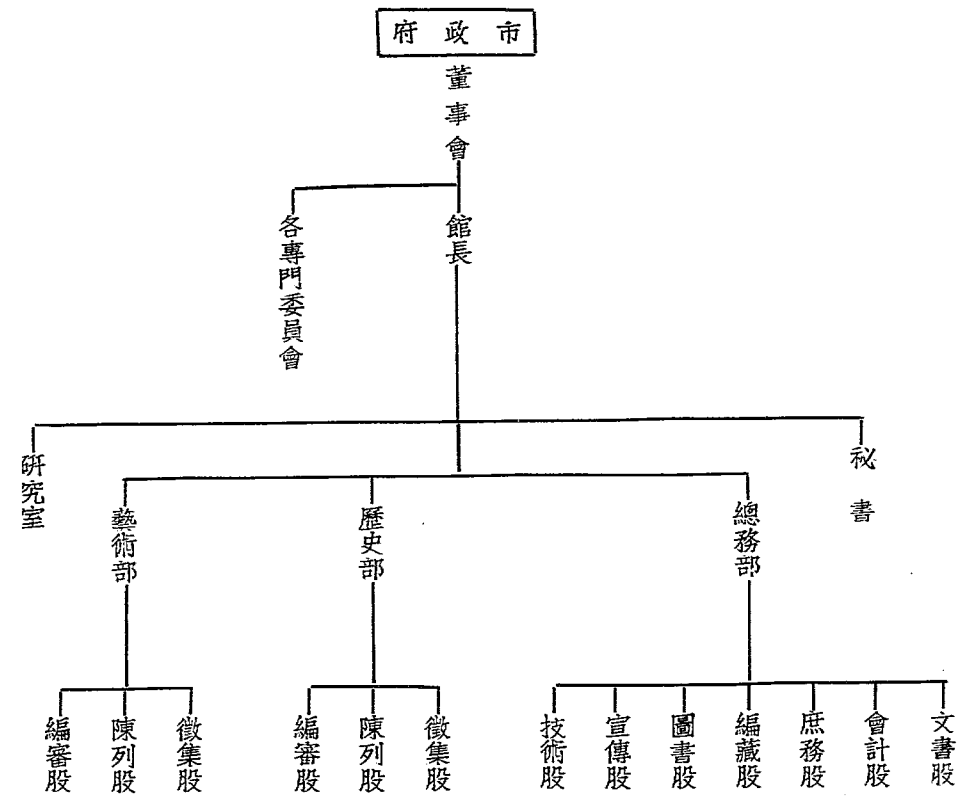 市政府
董事會
館長
各專門委員會
祕書
研究室
總務部
歷史部
藝術部
文書股
會計股
庶務股
編藏股
圖書股
宣傳股
技術股
徵集股
陳列股
編審股
徵集股
陳列股
編審股